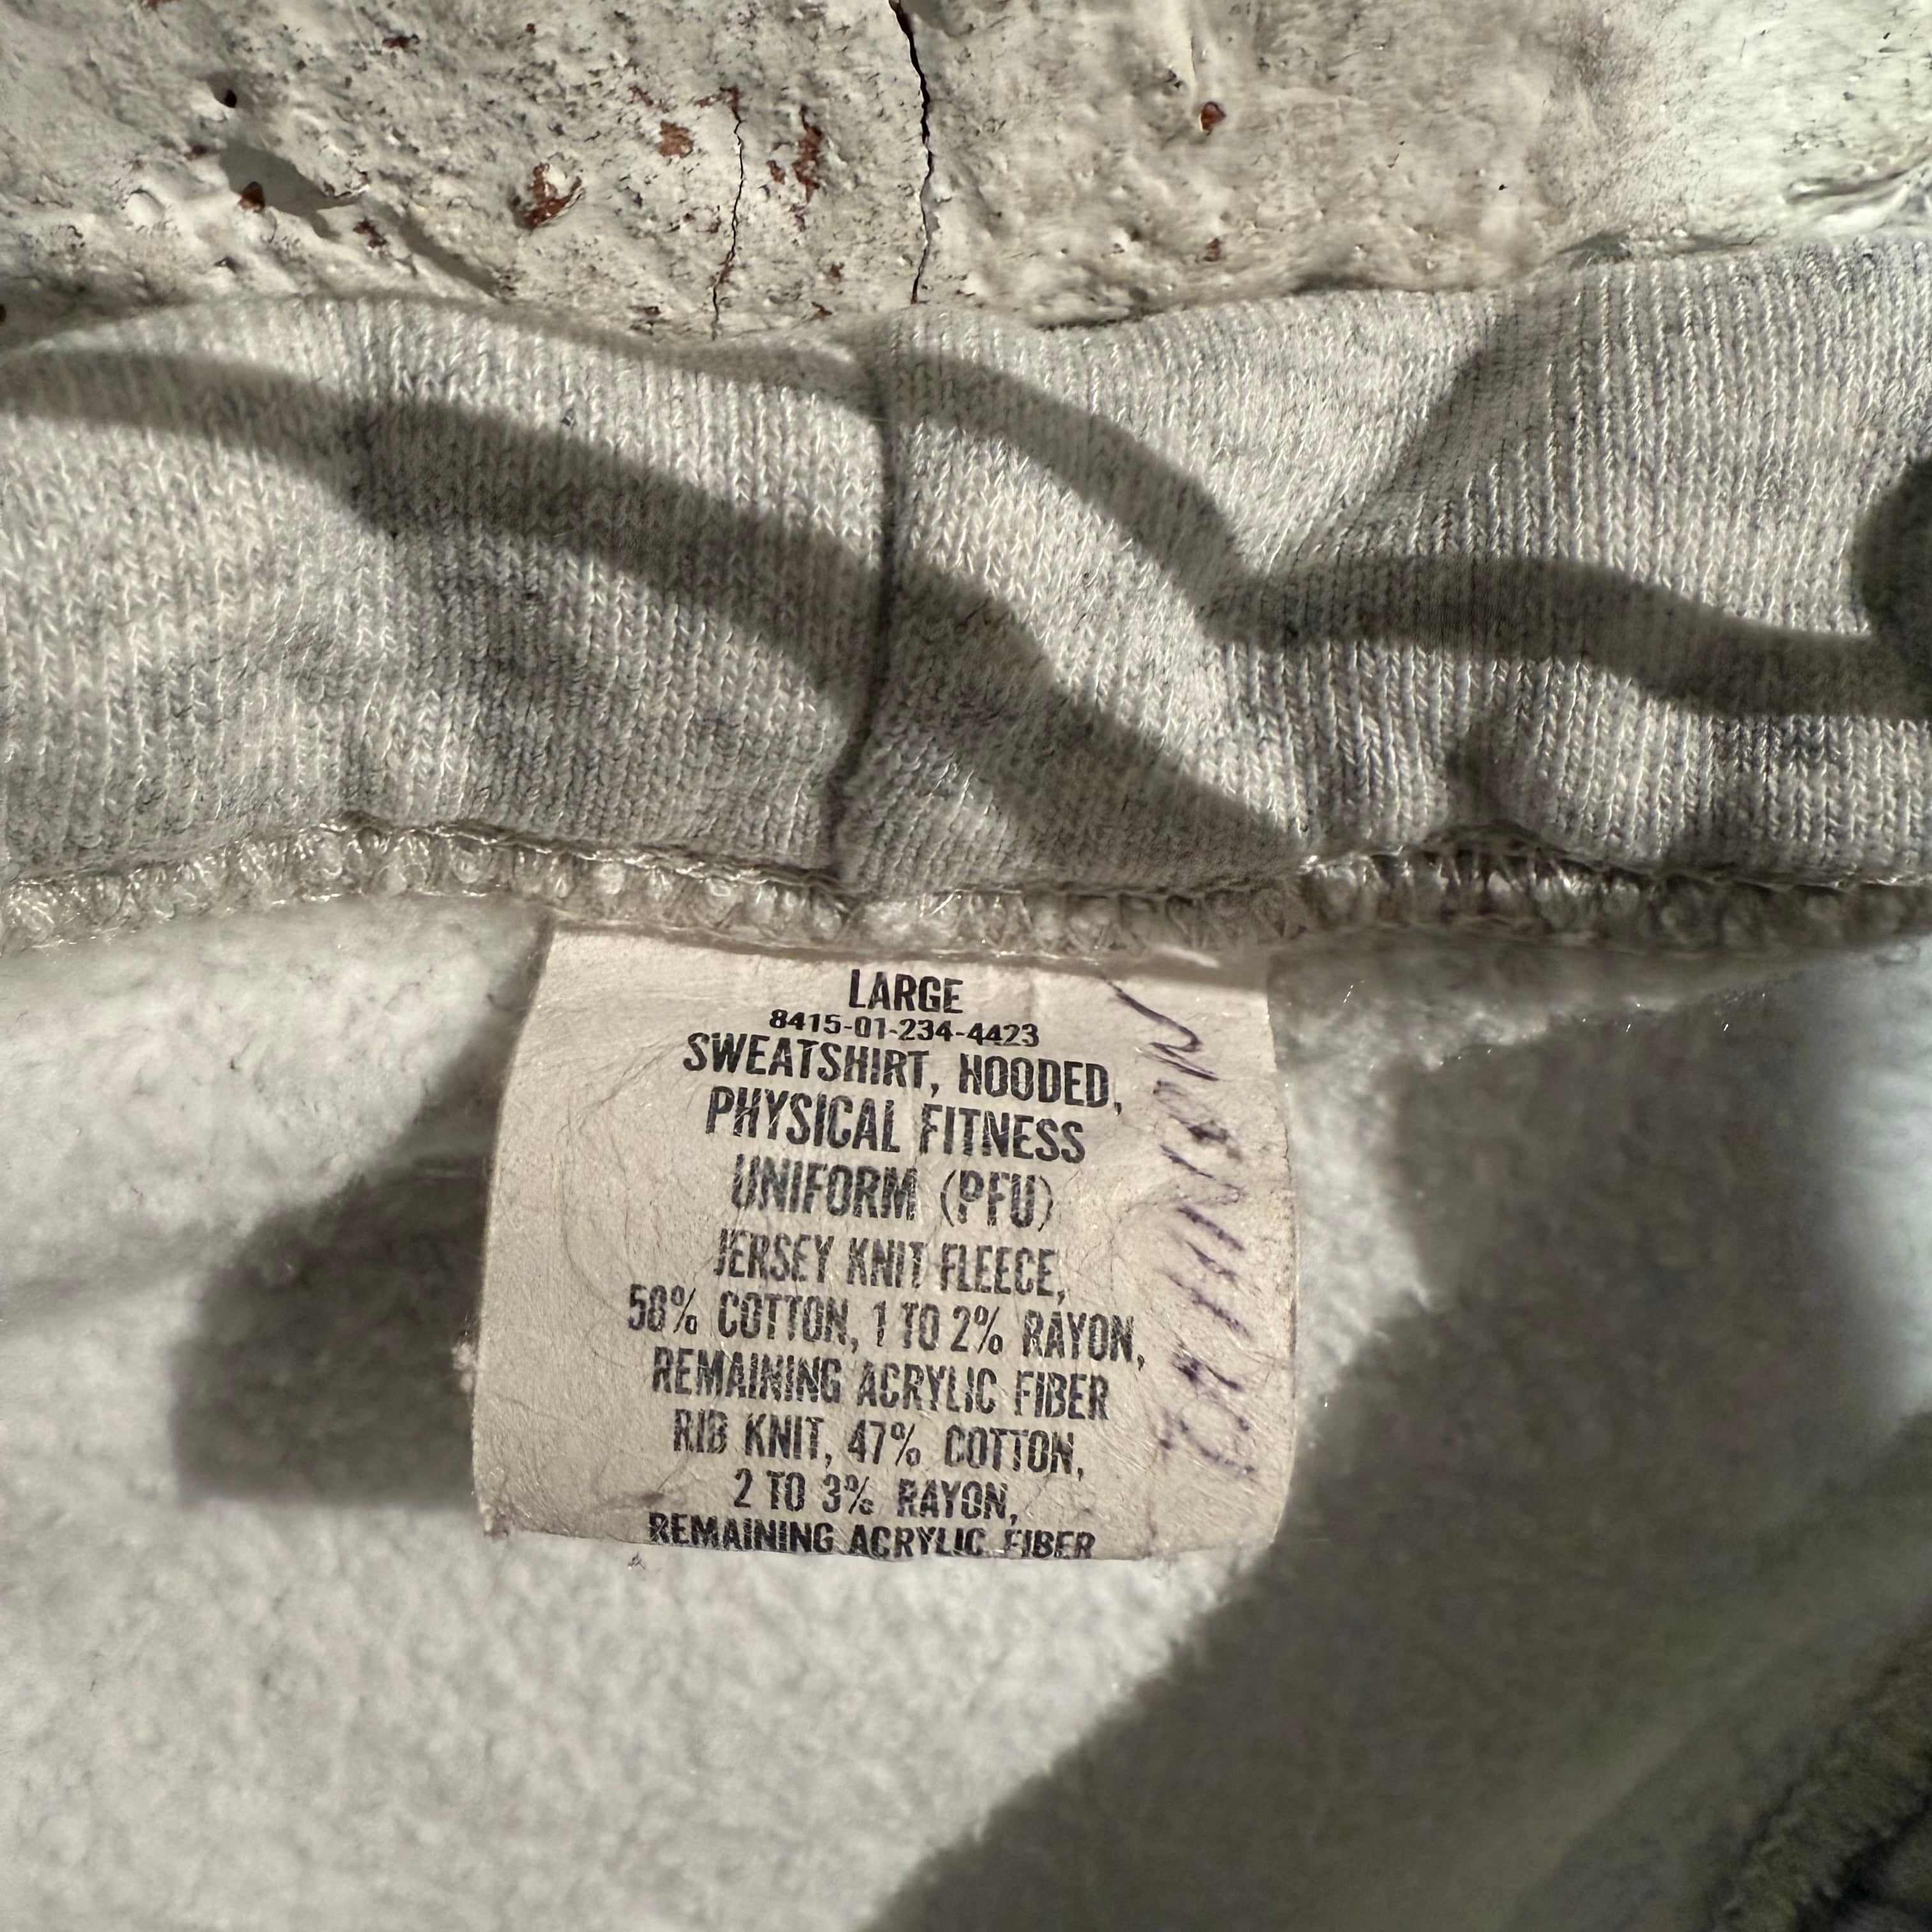 LARGE
8415-01-234-4423
SWEATSHIRT, HOODED,
PHYSICAL FITNESS
UNIFORM (PFU)
JERSEY KNIT FLEECE,
50% COTTON, 1 TO 2% RAYON,
REMAINING ACRYLIC FIBER
RIB KNIT, 47% COTTON,
2 TO 3% RAYON,
REMAINING ACRYLIC FIBER